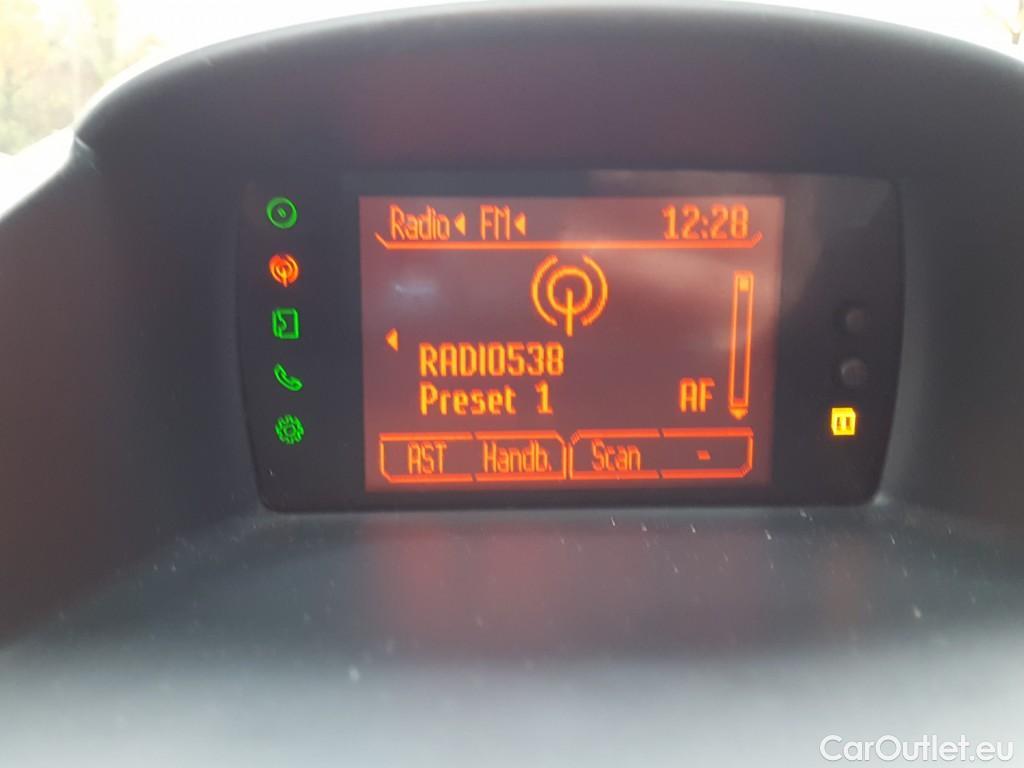 Radio FM 12:28
RADIO538
Preset 1 AF
AST Handb. Scan -
CarOutlet.eu